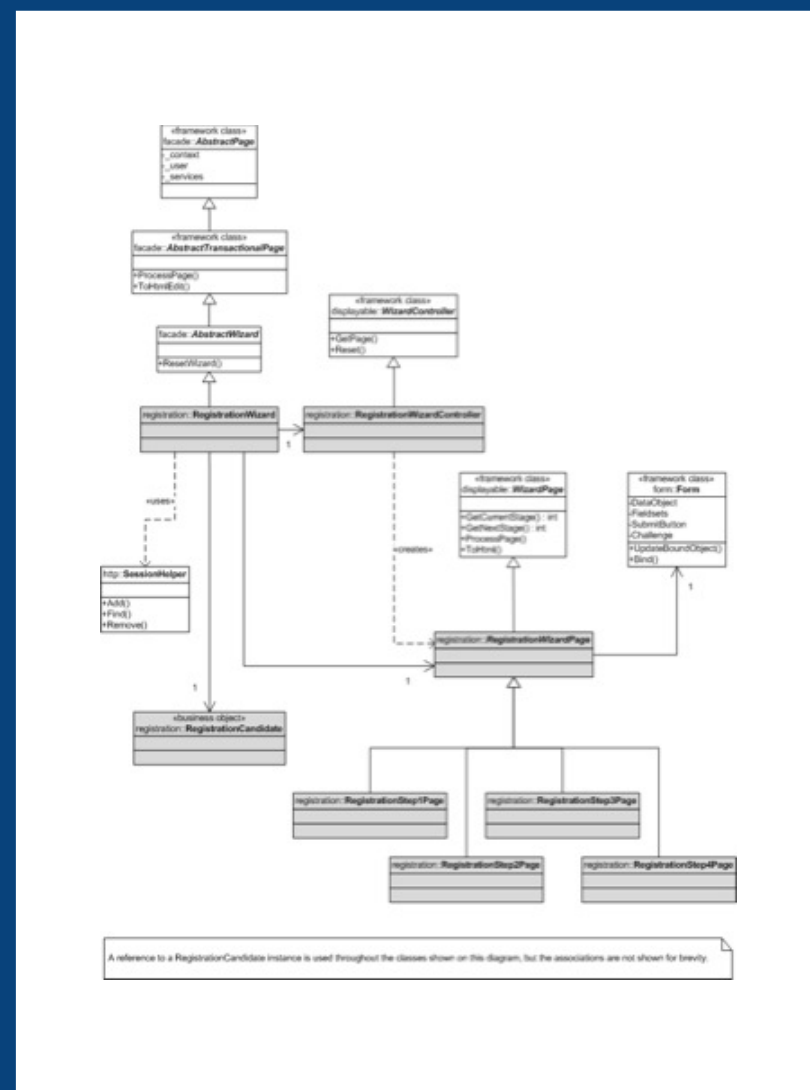 «framework class»
facade::AbstractPage
-_context
-_user
-_services
«framework class»
facade::AbstractTransactionalPage
+ProcessPage()
+ToHtmlEdit()
facade::AbstractWizard
+ResetWizard()
«framework class»
displayable::WizardController
+GetPage()
+Reset()
registration::RegistrationWizard
1
registration::RegistrationWizardController
«framework class»
displayable::WizardPage
+GetCurrentStage() : int
+GetNextStage() : int
+ProcessPage()
+ToHtml()
«framework class»
form::Form
-DataObject
-Fieldsets
-SubmitButton
-Challenge
+UpdateBoundObject()
+Bind()
«uses»
«creates»
http::SessionHelper
+Add()
+Find()
+Remove()
1
registration::RegistrationWizardPage
1
1
«business object»
registration::RegistrationCandidate
registration::RegistrationStep1Page
registration::RegistrationStep3Page
registration::RegistrationStep2Page
registration::RegistrationStep4Page
A reference to a RegistrationCandidate instance is used throughout the classes shown on this diagram, but the associations are not shown for brevity.